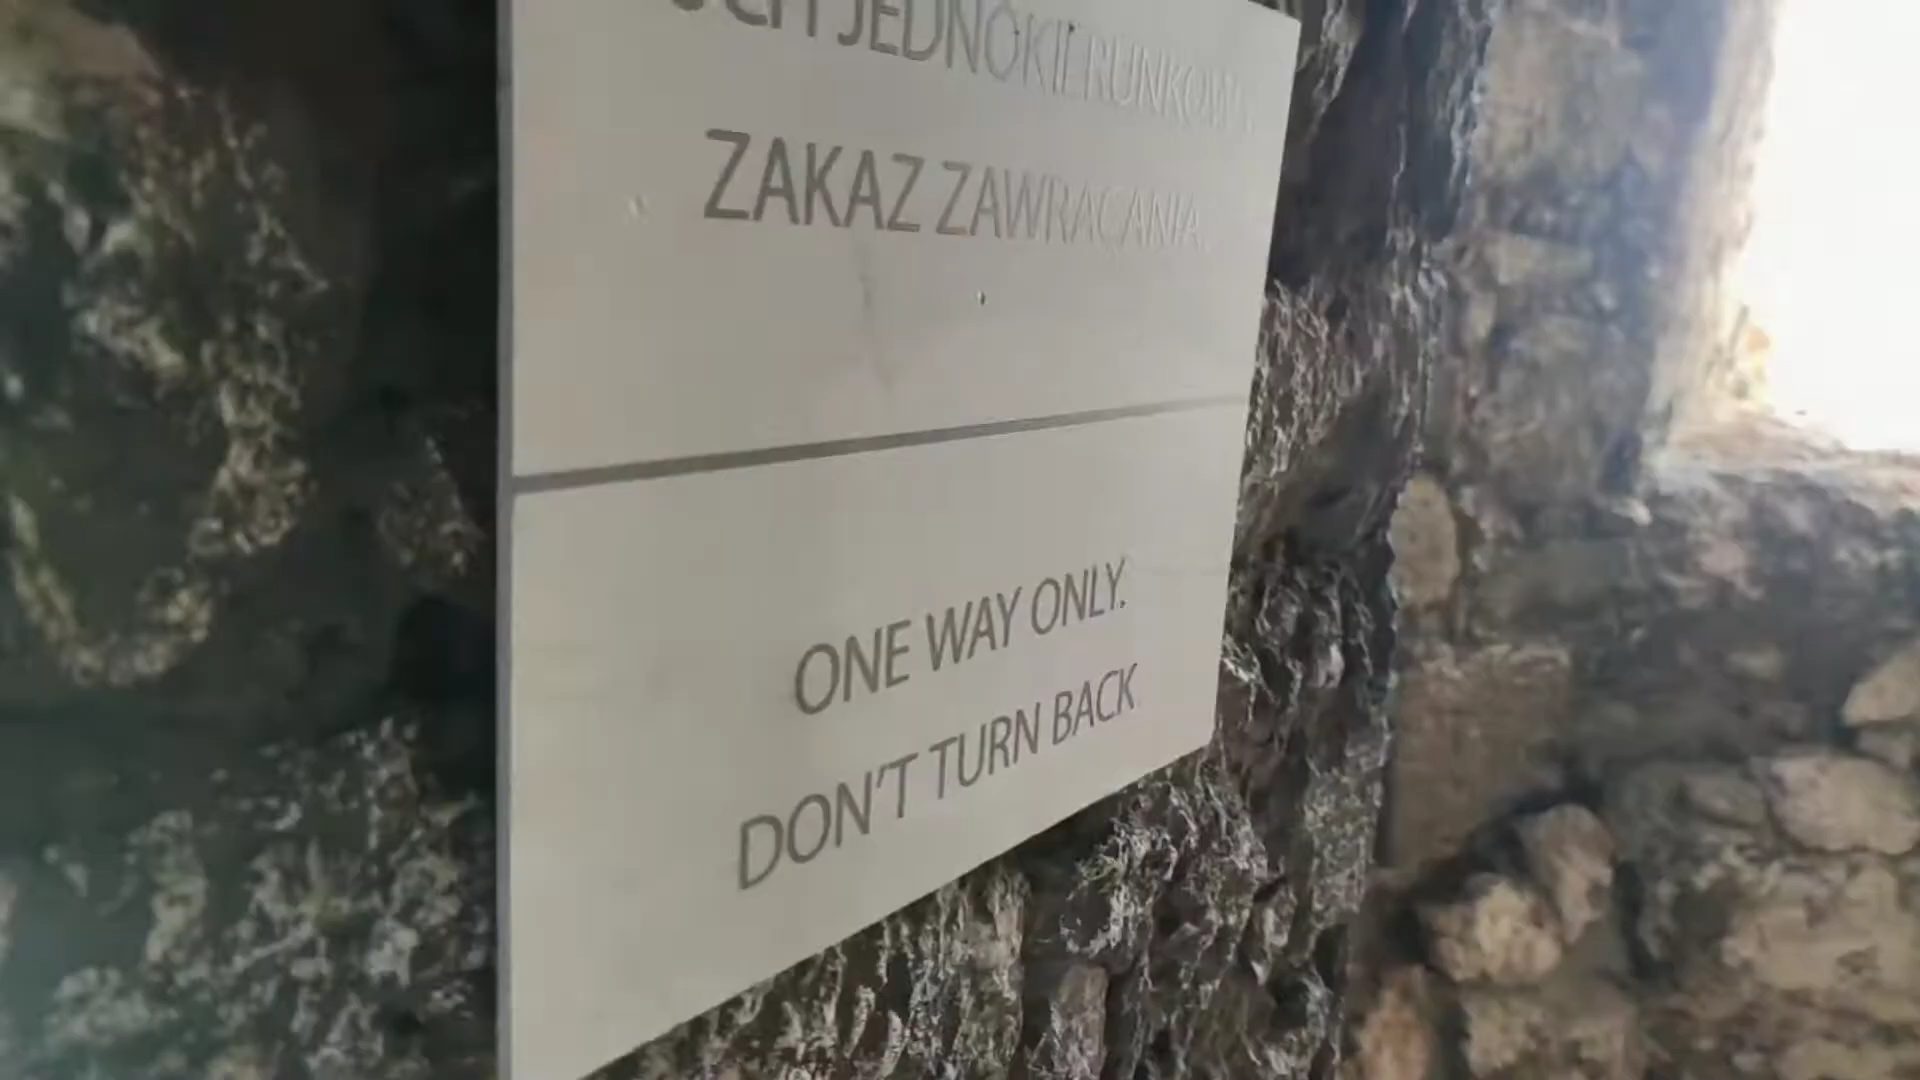 JEDNOKIERUNKOWY.
ZAKAZ ZAWRACANIA.
ONE WAY ONLY.
DON'T TURN BACK